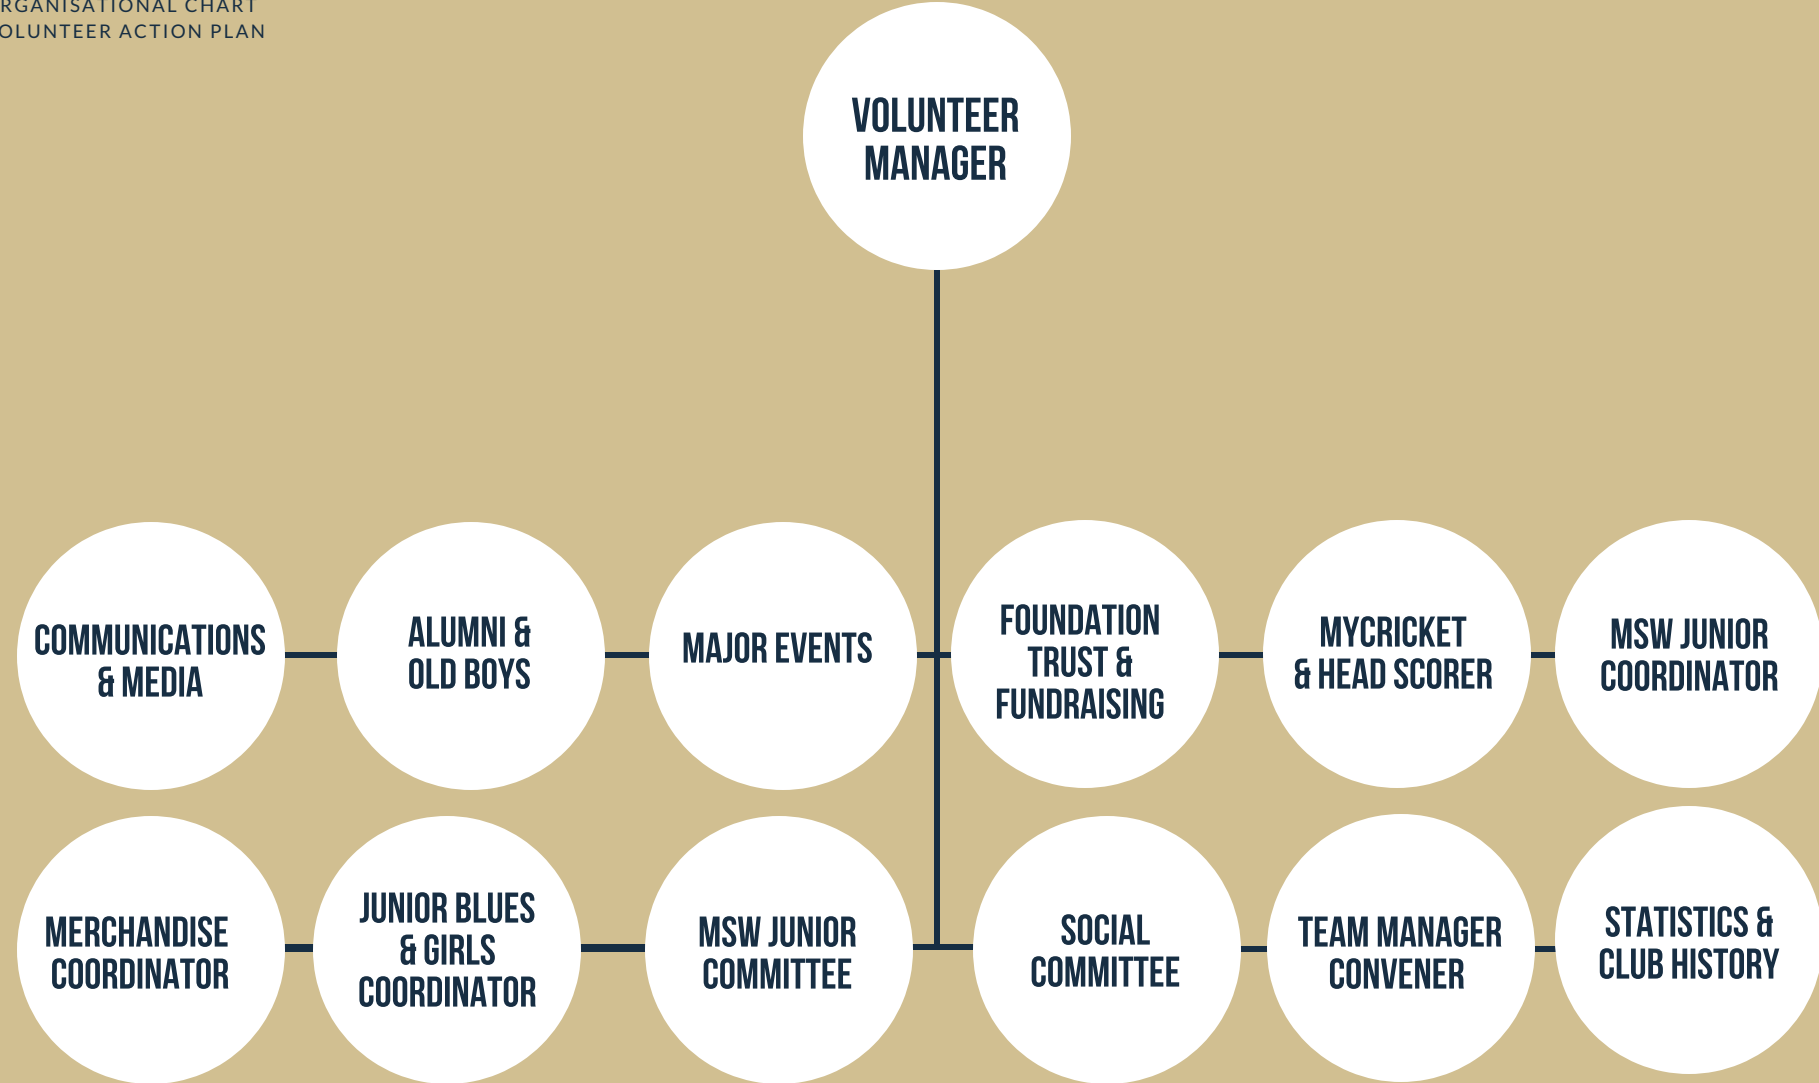 RGANISATIONAL CHART
OLUNTEER ACTION PLAN
VOLUNTEER
MANAGER
COMMUNICATIONS
& MEDIA
ALUMNI &
OLD BOYS
MAJOR EVENTS
FOUNDATION
TRUST &
FUNDRAISING
MYCRICKET
& HEAD SCORER
MSW JUNIOR
COORDINATOR
MERCHANDISE
COORDINATOR
JUNIOR BLUES
& GIRLS
COORDINATOR
MSW JUNIOR
COMMITTEE
SOCIAL
COMMITTEE
TEAM MANAGER
CONVENER
STATISTICS &
CLUB HISTORY